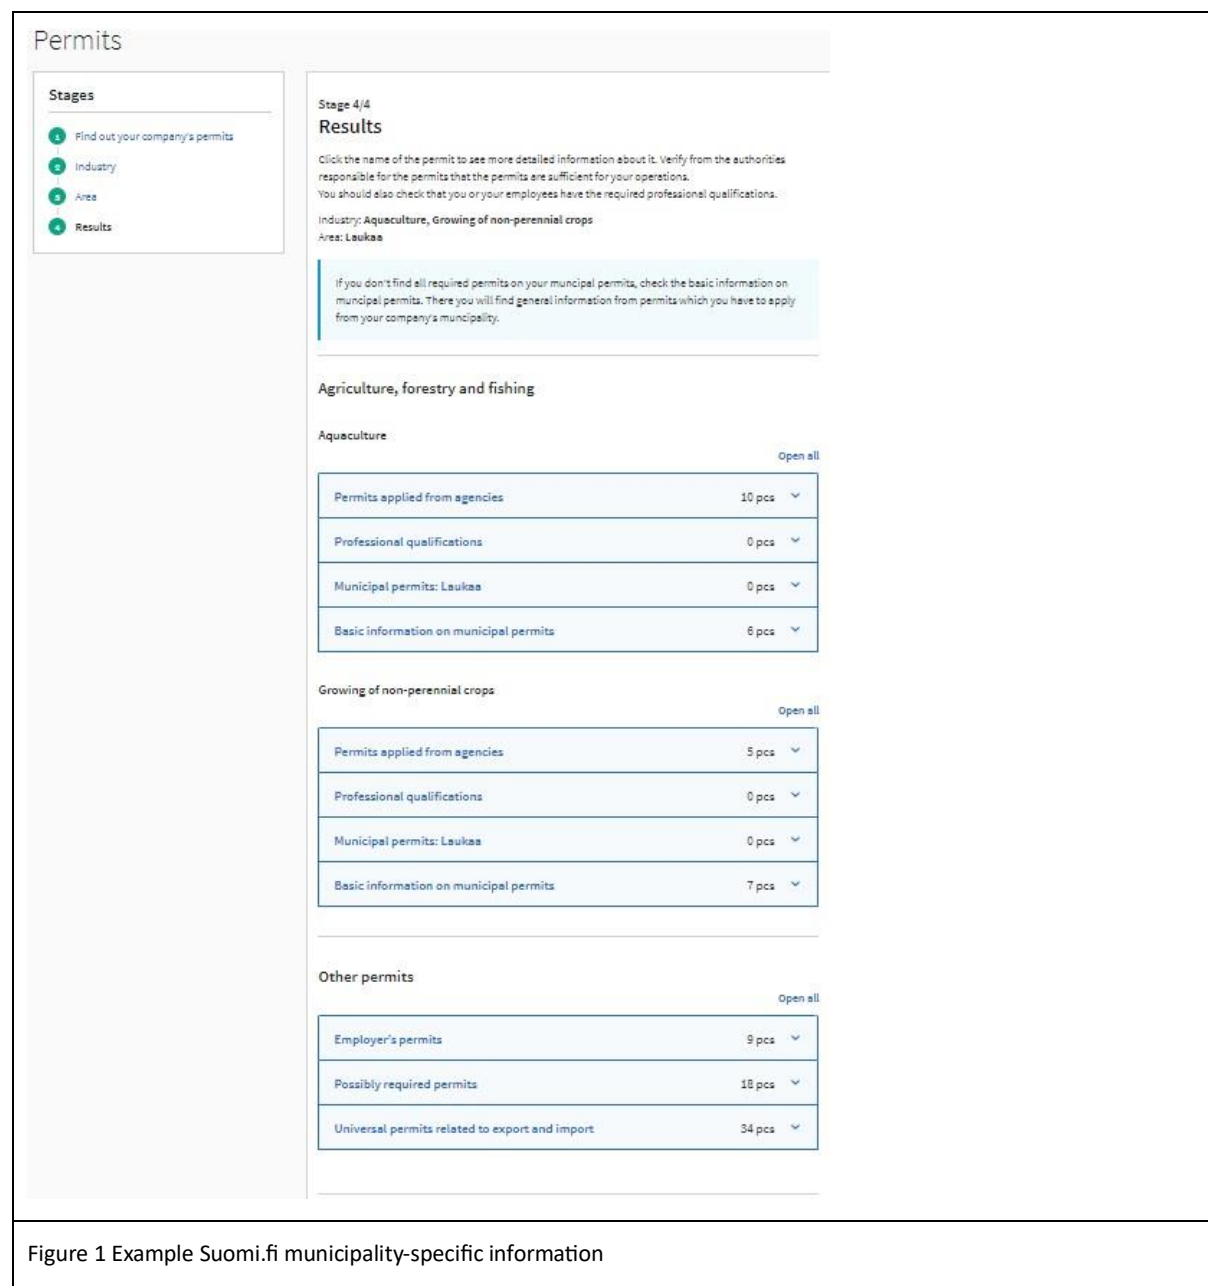 Permits
Stages
1 Find out your company's permits
2 Industry
3 Area
4 Results
Stage 4/4
Results
Click the name of the permit to see more detailed information about it. Verify from the authorities
responsible for the permits that the permits are sufficient for your operations.
You should also check that you or your employees have the required professional qualifications.
Industry: Aquaculture, Growing of non-perennial crops
Area: Laukaa
If you don't find all required permits on your muncipal permits, check the basic information on
muncipal permits. There you will find general information from permits which you have to apply
from your company's muncipality.
Agriculture, forestry and fishing
Aquaculture
Open all
Permits applied from agencies 10 pcs
Professional qualifications 0 pcs
Municipal permits: Laukaa 0 pcs
Basic information on municipal permits 6 pcs
Growing of non-perennial crops
Open all
Permits applied from agencies 5 pcs
Professional qualifications 0 pcs
Municipal permits: Laukaa 0 pcs
Basic information on municipal permits 7 pcs
Other permits
Open all
Employer's permits 9 pcs
Possibly required permits 18 pcs
Universal permits related to export and import 34 pcs
Figure 1 Example Suomi.fi municipality-specific information